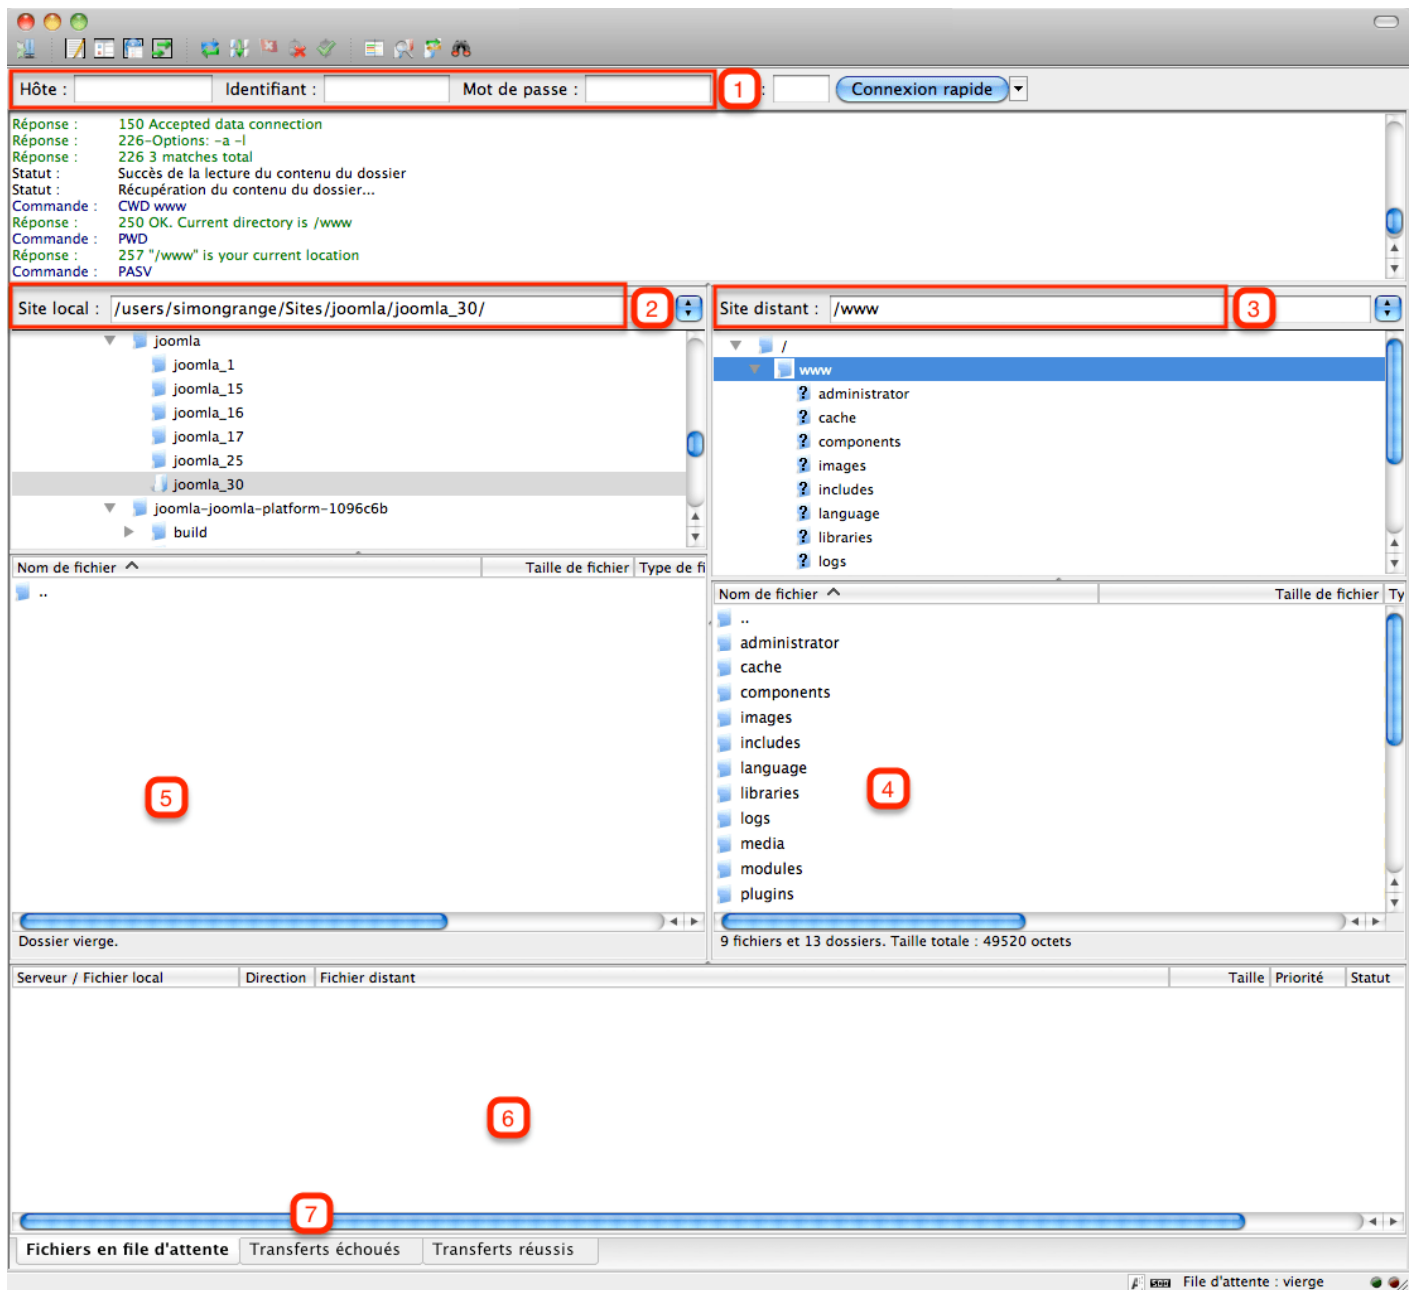 Hôte : Identifiant : Mot de passe : 1 : Connexion rapide
Réponse : 150 Accepted data connection
Réponse : 226-Options: -a -l
Réponse : 226 3 matches total
Statut : Succès de la lecture du contenu du dossier
Statut : Récupération du contenu du dossier...
Commande : CWD www
Réponse : 250 OK. Current directory is /www
Commande : PWD
Réponse : 257 "/www" is your current location
Commande : PASV
Site local : /users/simongrange/Sites/joomla/joomla_30/ 2
joomla
joomla_1
joomla_15
joomla_16
joomla_17
joomla_25
joomla_30
joomla-joomla-platform-1096c6b
build
Nom de fichier Taille de fichier Type de fi
..
5
Dossier vierge.
Site distant : /www 3
/
www
administrator
cache
components
images
includes
language
libraries
logs
Nom de fichier Taille de fichier Ty
..
administrator
cache
components
images
includes
language
libraries
4
logs
media
modules
plugins
9 fichiers et 13 dossiers. Taille totale : 49520 octets
Serveur / Fichier local Direction Fichier distant Taille Priorité Statut
6
7
Fichiers en file d'attente Transferts échoués Transferts réussis
File d'attente : vierge